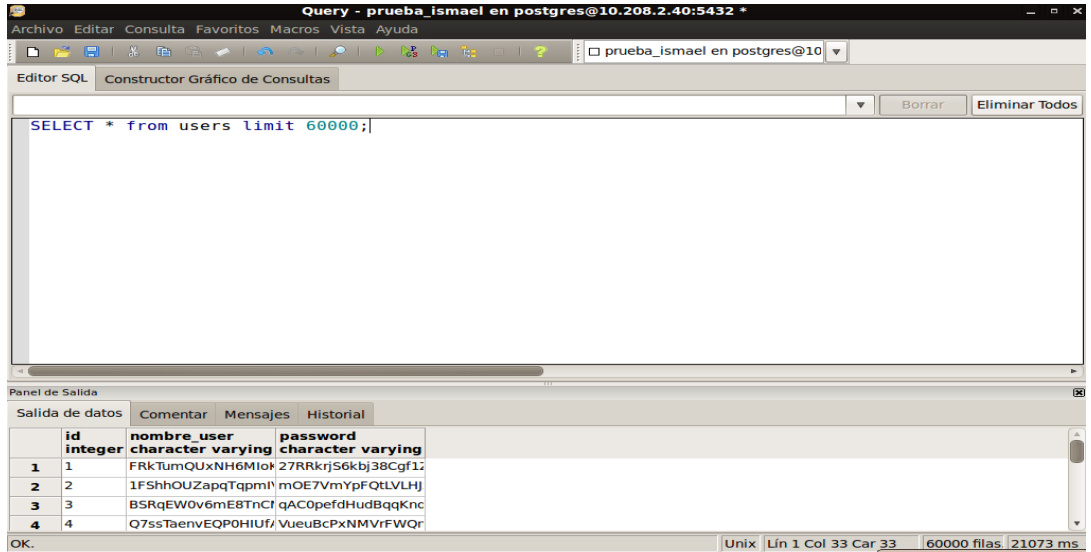 Query - prueba_ismael en postgres@10.208.2.40:5432 *
Archivo Editar Consulta Favoritos Macros Vista Ayuda
prueba_ismael en postgres@10
Editor SQL Constructor Gráfico de Consultas
Borrar Eliminar Todos
SELECT * from users limit 60000;
Panel de Salida
Salida de datos Comentar Mensajes Historial
id nombre_user password
integer character varying character varying
1 1 FRkTumQUxNH6MIoK 27RRkrjS6kbj38Cgf1Z
2 2 1FShhOUZapqTqpmI mOE7VmYpFQtLVLHJ
3 3 BSRqEW0v6mE8TnC qAC0pefdHudBqqKnc
4 4 Q7ssTaenvEQP0HIUf VueuBcPxNMVrFWQr
OK. Unix Lín 1 Col 33 Car 33 60000 filas. 21073 ms